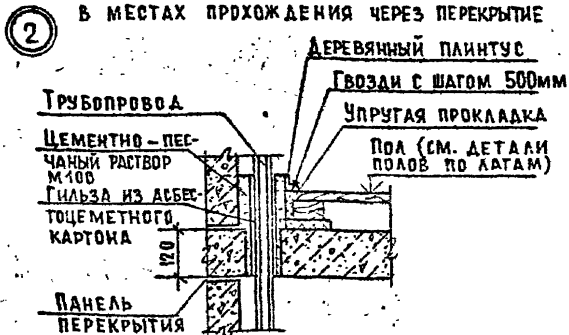 2
В МЕСТАХ ПРОХОЖДЕНИЯ ЧЕРЕЗ ПЕРЕКРЫТИЕ
ДЕРЕВЯННЫЙ ПЛИНТУС
ГВОЗДИ С ШАГОМ 500ММ
УПРУГАЯ ПРОКЛАДКА
ПОЛ (СМ. ДЕТАЛИ
ПОЛОВ ПО ЛАГАМ)
ТРУБОПРОВОД
ЦЕМЕНТНО-ПЕС-
ЧАНЫЙ РАСТВОР
М100
ГИЛЬЗА ИЗ АСБЕС
ТОЦЕМЕТНОГО
КАРТОНА
120
ПАНЕЛЬ
ПЕРЕКРЫТИЯ